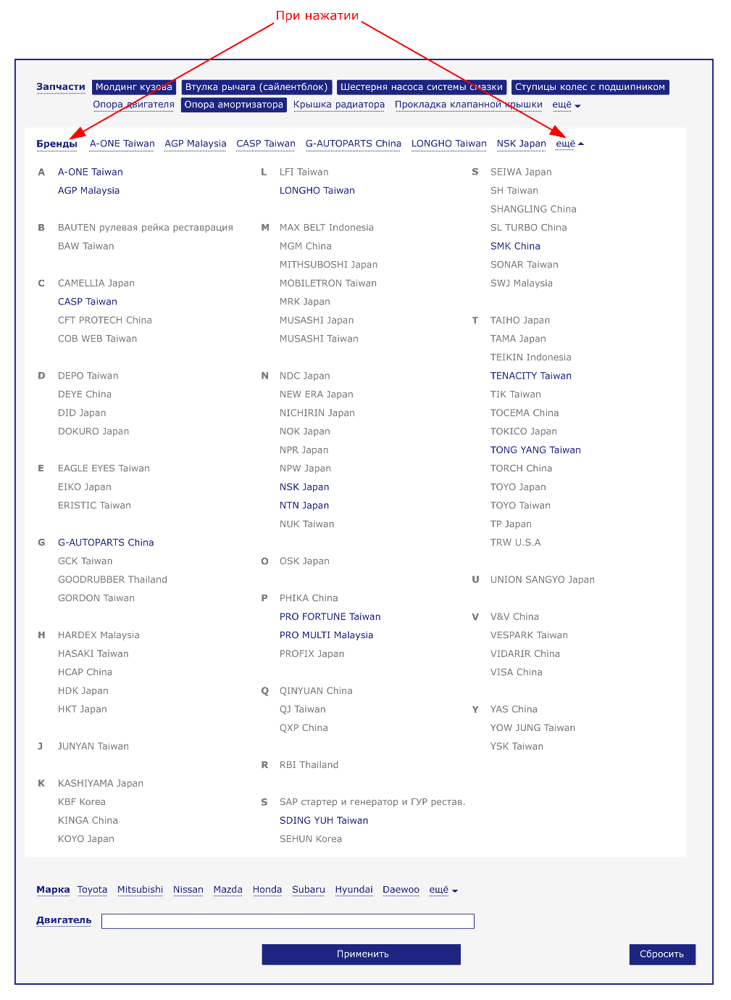 При нажатии
Запчасти Молдинг кузова Втулка рычага (сайлентблок) Шестерня насоса системы смазки Ступицы колес с подшипником
Опора двигателя Опора амортизатора Крышка радиатора Прокладка клапанной крышки ещё
Бренды A-ONE Taiwan AGP Malaysia CASP Taiwan G-AUTOPARTS China LONGHO Taiwan NSK Japan ещё
A A-ONE Taiwan
AGP Malaysia
B BAUTEN рулевая рейка реставрация
BAW Taiwan
C CAMELLIA Japan
CASP Taiwan
CFT PROTECH China
COB WEB Taiwan
D DEPO Taiwan
DEYE China
DID Japan
DOKURO Japan
E EAGLE EYES Taiwan
EIKO Japan
ERISTIC Taiwan
G G-AUTOPARTS China
GCK Taiwan
GOODRUBBER Thailand
GORDON Taiwan
H HARDEX Malaysia
HASAKI Taiwan
HCAP China
HDK Japan
HKT Japan
J JUNYAN Taiwan
K KASHIYAMA Japan
KBF Korea
KINGA China
KOYO Japan
L LFI Taiwan
LONGHO Taiwan
M MAX BELT Indonesia
MGM China
MITHSUBOSHI Japan
MOBILETRON Taiwan
MRK Japan
MUSASHI Japan
MUSASHI Taiwan
N NDC Japan
NEW ERA Japan
NICHIRIN Japan
NOK Japan
NPR Japan
NPW Japan
NSK Japan
NTN Japan
NUK Taiwan
O OSK Japan
P PHIKA China
PRO FORTUNE Taiwan
PRO MULTI Malaysia
PROFIX Japan
Q QINYUAN China
QJ Taiwan
QXP China
R RBI Thailand
S SAP стартер и генератор и ГУР рестав.
SDING YUH Taiwan
SEHUN Korea
S SEIWA Japan
SH Taiwan
SHANGLING China
SL TURBO China
SMK China
SONAR Taiwan
SWJ Malaysia
T TAIHO Japan
TAMA Japan
TEIKIN Indonesia
TENACITY Taiwan
TIK Taiwan
TOCEMA China
TOKICO Japan
TONG YANG Taiwan
TORCH China
TOYO Japan
TOYO Taiwan
TP Japan
TRW U.S.A
U UNION SANGYO Japan
V V&V China
VESPARK Taiwan
VIDARIR China
VISA China
Y YAS China
YOW JUNG Taiwan
YSK Taiwan
Марка Toyota Mitsubishi Nissan Mazda Honda Subaru Hyundai Daewoo ещё
Двигатель
Применить Сбросить